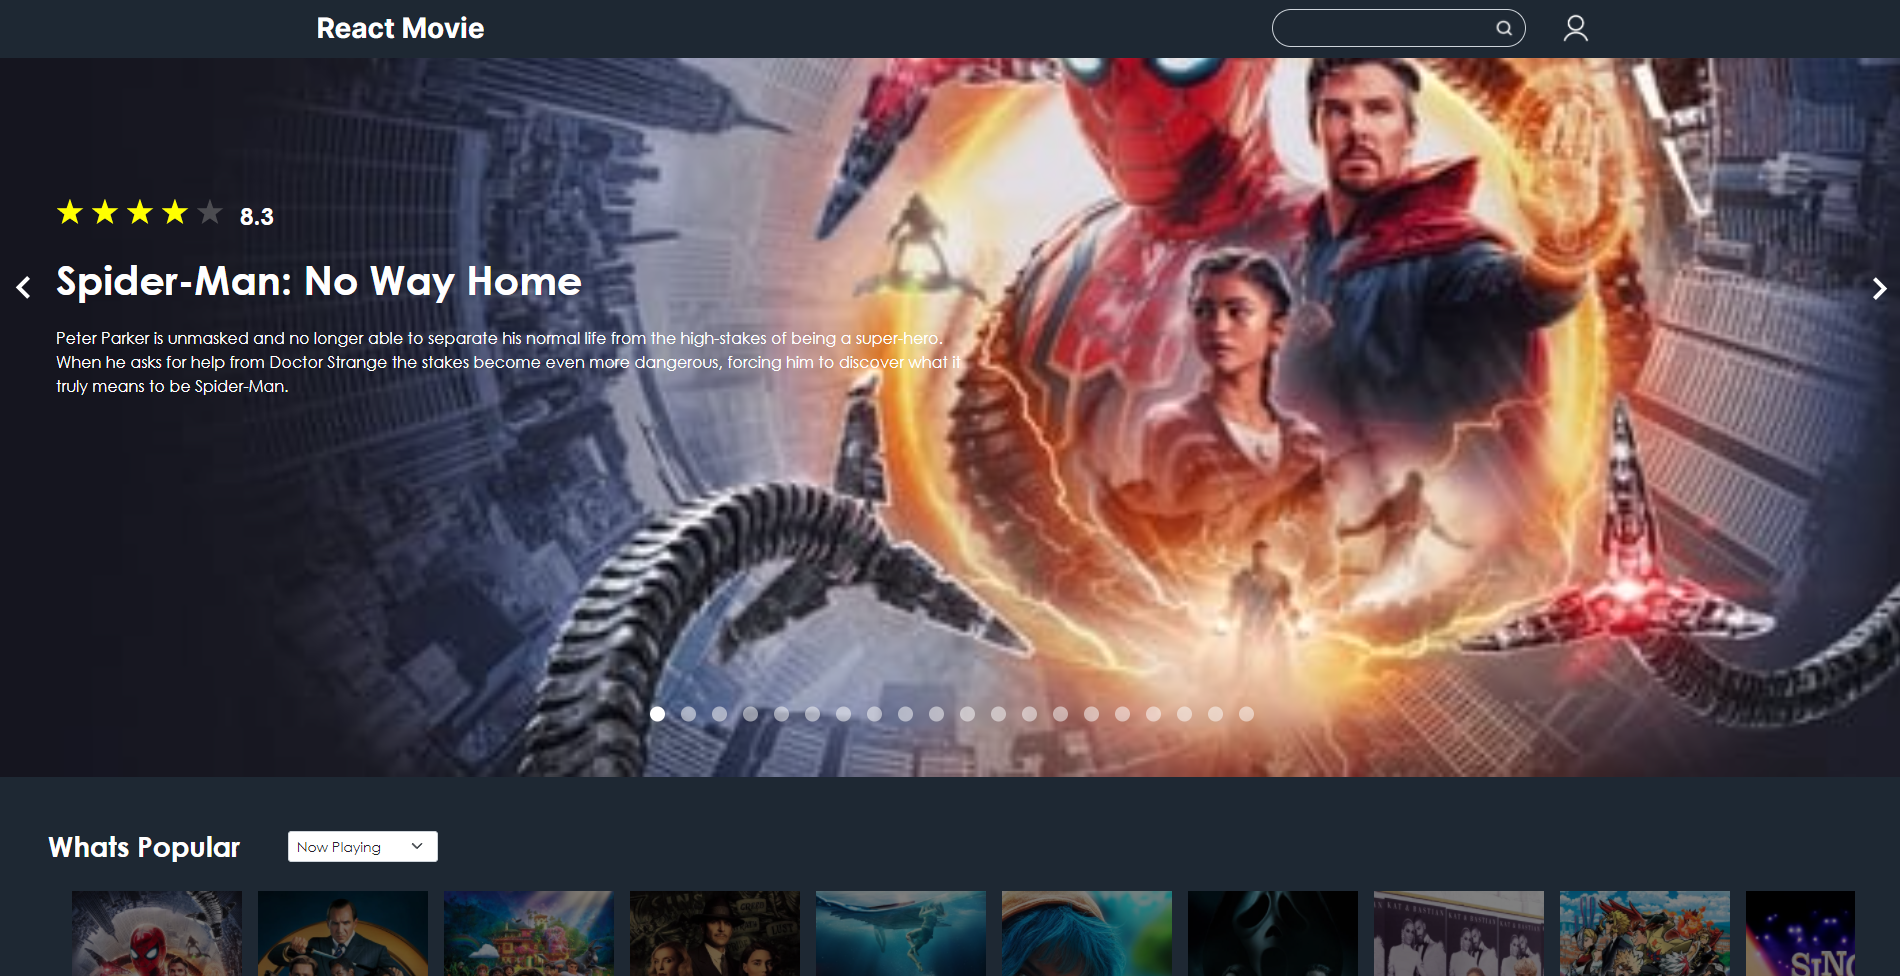 React Movie
8.3
Spider-Man: No Way Home
Peter Parker is unmasked and no longer able to separate his normal life from the high-stakes of being a super-hero.
When he asks for help from Doctor Strange the stakes become even more dangerous, forcing him to discover what it
truly means to be Spider-Man.
Whats Popular
Now Playing